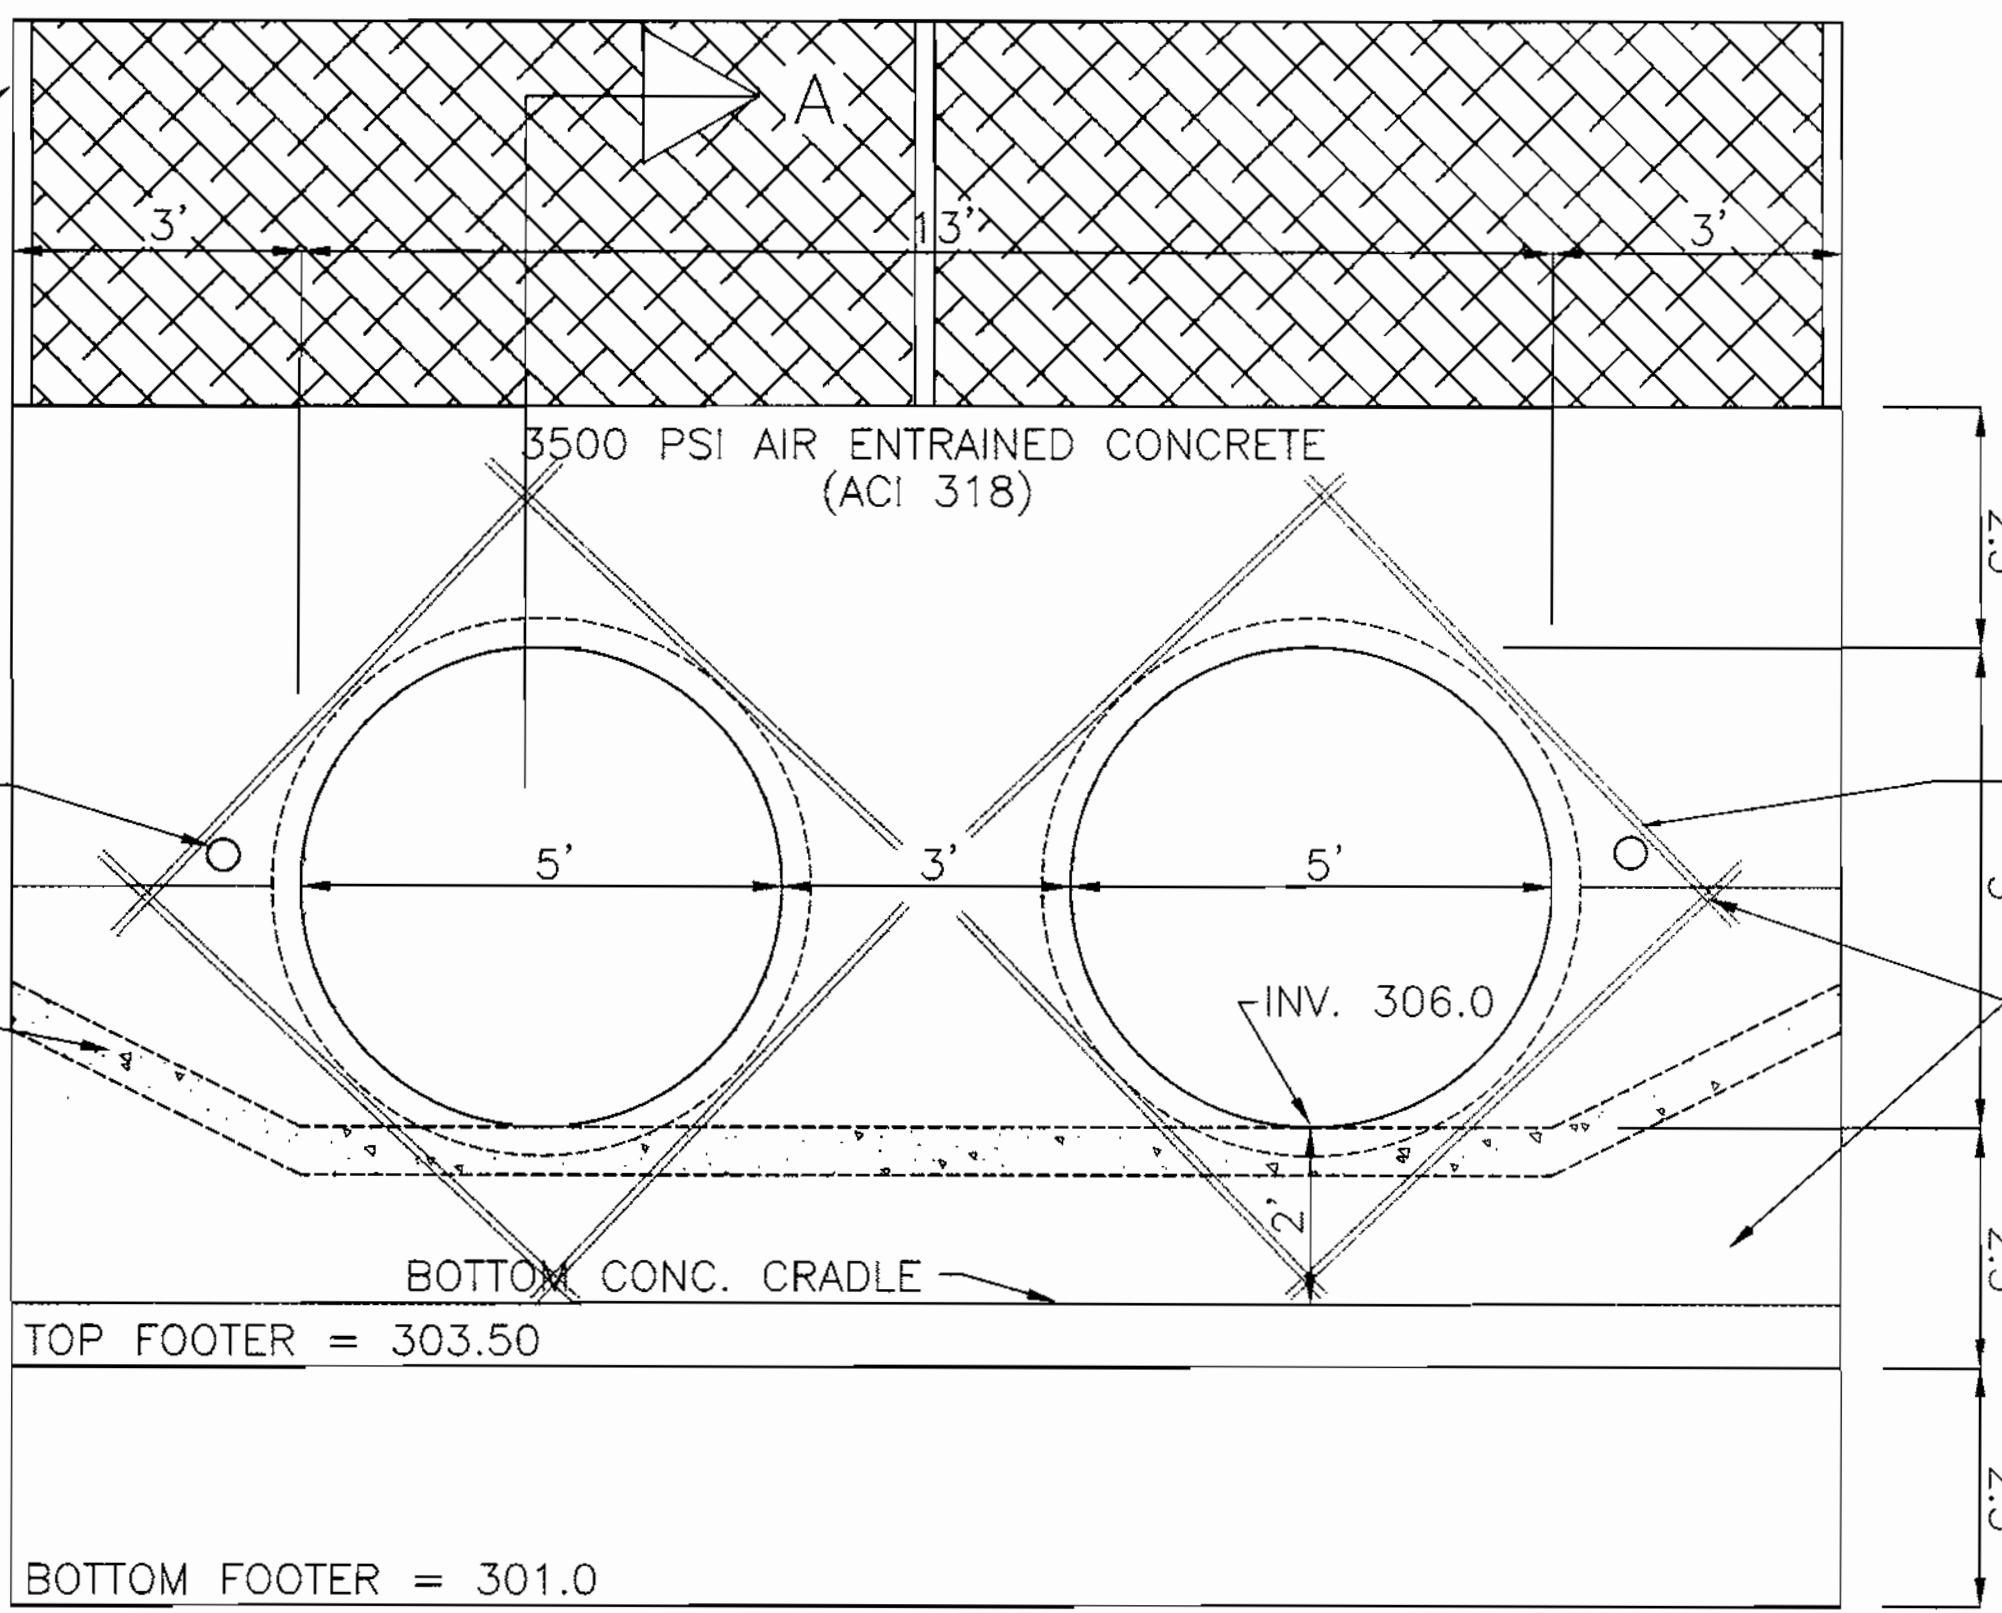 A
3' 13' 3'
3500 PSI AIR ENTRAINED CONCRETE
(ACI 318)
5' 3' 5'
INV. 306.0
2'
BOTTOM CONC. CRADLE
TOP FOOTER = 303.50
BOTTOM FOOTER = 301.0